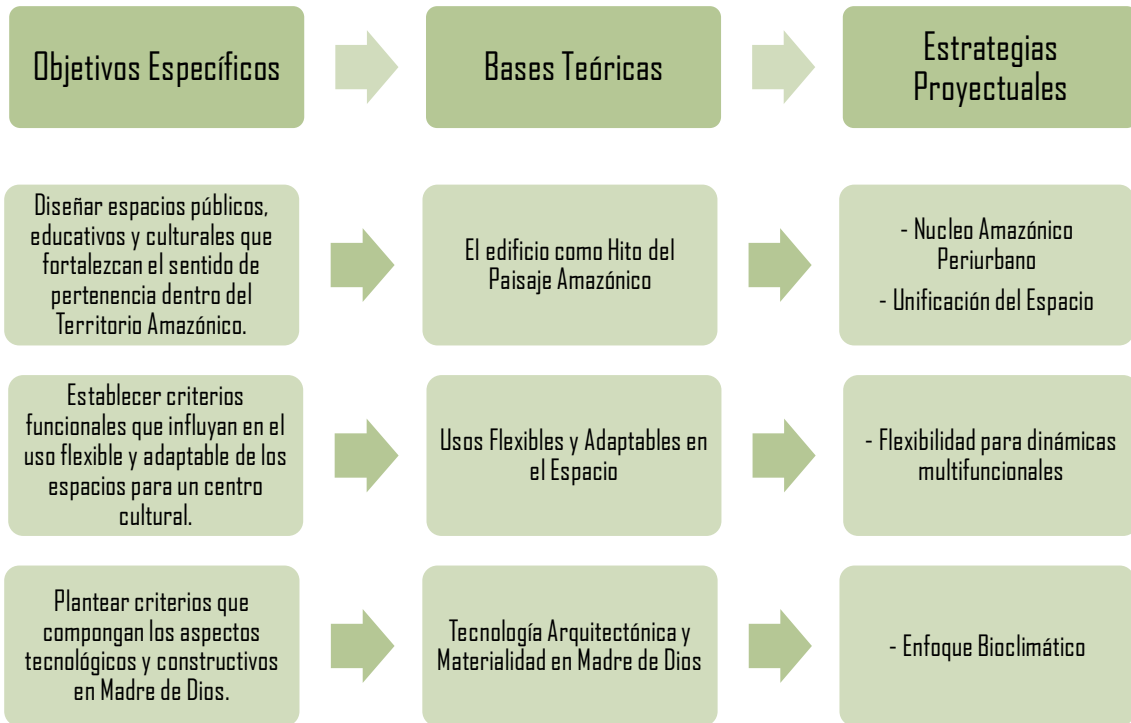 Objetivos Específicos
Bases Teóricas
Estrategias
Proyectuales
Diseñar espacios públicos,
educativos y culturales que
fortalezcan el sentido de
pertenencia dentro del
Territorio Amazónico.
El edificio como Hito del
Paisaje Amazónico
- Nucleo Amazónico
Periurbano
- Unificación del Espacio
Establecer criterios
funcionales que influyan en el
uso flexible y adaptable de los
espacios para un centro
cultural.
Usos Flexibles y Adaptables en
el Espacio
- Flexibilidad para dinámicas
multifuncionales
Plantear criterios que
compongan los aspectos
tecnológicos y constructivos
en Madre de Dios.
Tecnología Arquitectónica y
Materialidad en Madre de Dios
- Enfoque Bioclimático